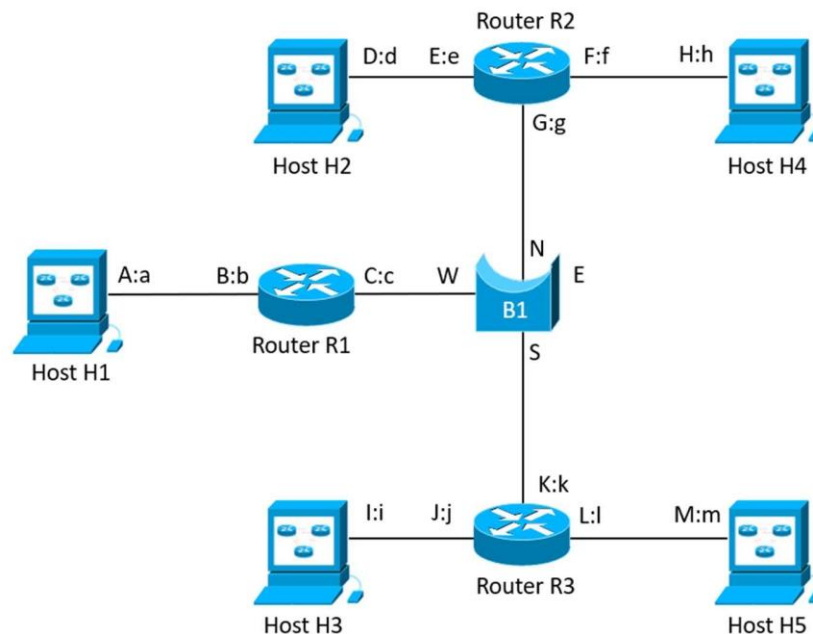 Router R2
D:d
E:e
F:f
H:h
G:g
Host H2
Host H4
N
A:a
B:b
C:c
W
E
B1
Router R1
S
Host H1
K:k
I:i
J:j
L:l
M:m
Router R3
Host H3
Host H5